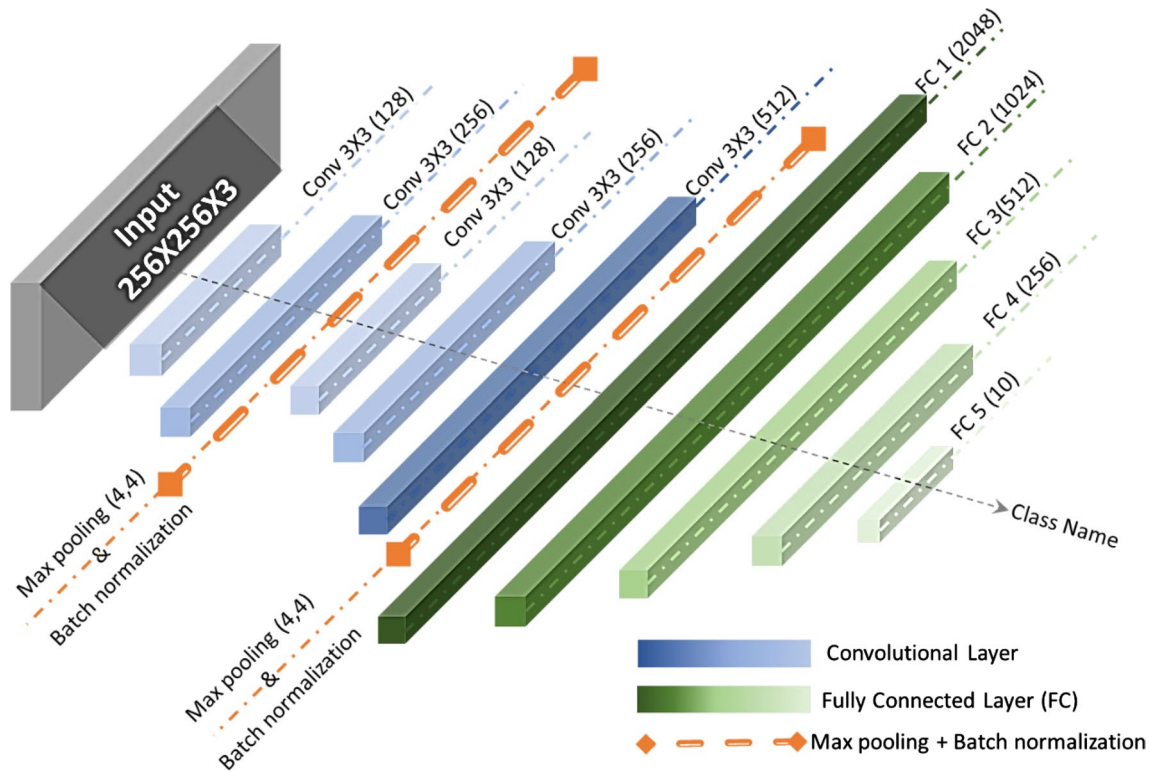 Input
256X256X3
Conv 3X3 (128)
Conv 3X3 (256)
Conv 3X3 (128)
Conv 3X3 (256)
Conv 3X3 (512)
FC 1 (2048)
FC 2 (1024)
FC 3(512)
FC 4 (256)
FC 5 (10)
Class Name
Max pooling (4,4)
&
Batch normalization
Max pooling (4,4)
&
Batch normalization
Convolutional Layer
Fully Connected Layer (FC)
Max pooling + Batch normalization